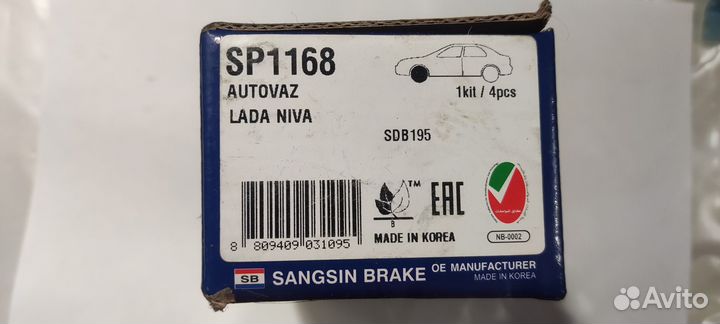 SP1168
AUTOVAZ
LADA NIVA
1kit / 4pcs
SDB195
8 809409 031095
TM
B
MADE IN KOREA
EAC
NB-0002
SB
SANGSIN BRAKE
OE MANUFACTURER
MADE IN KOREA
Avito